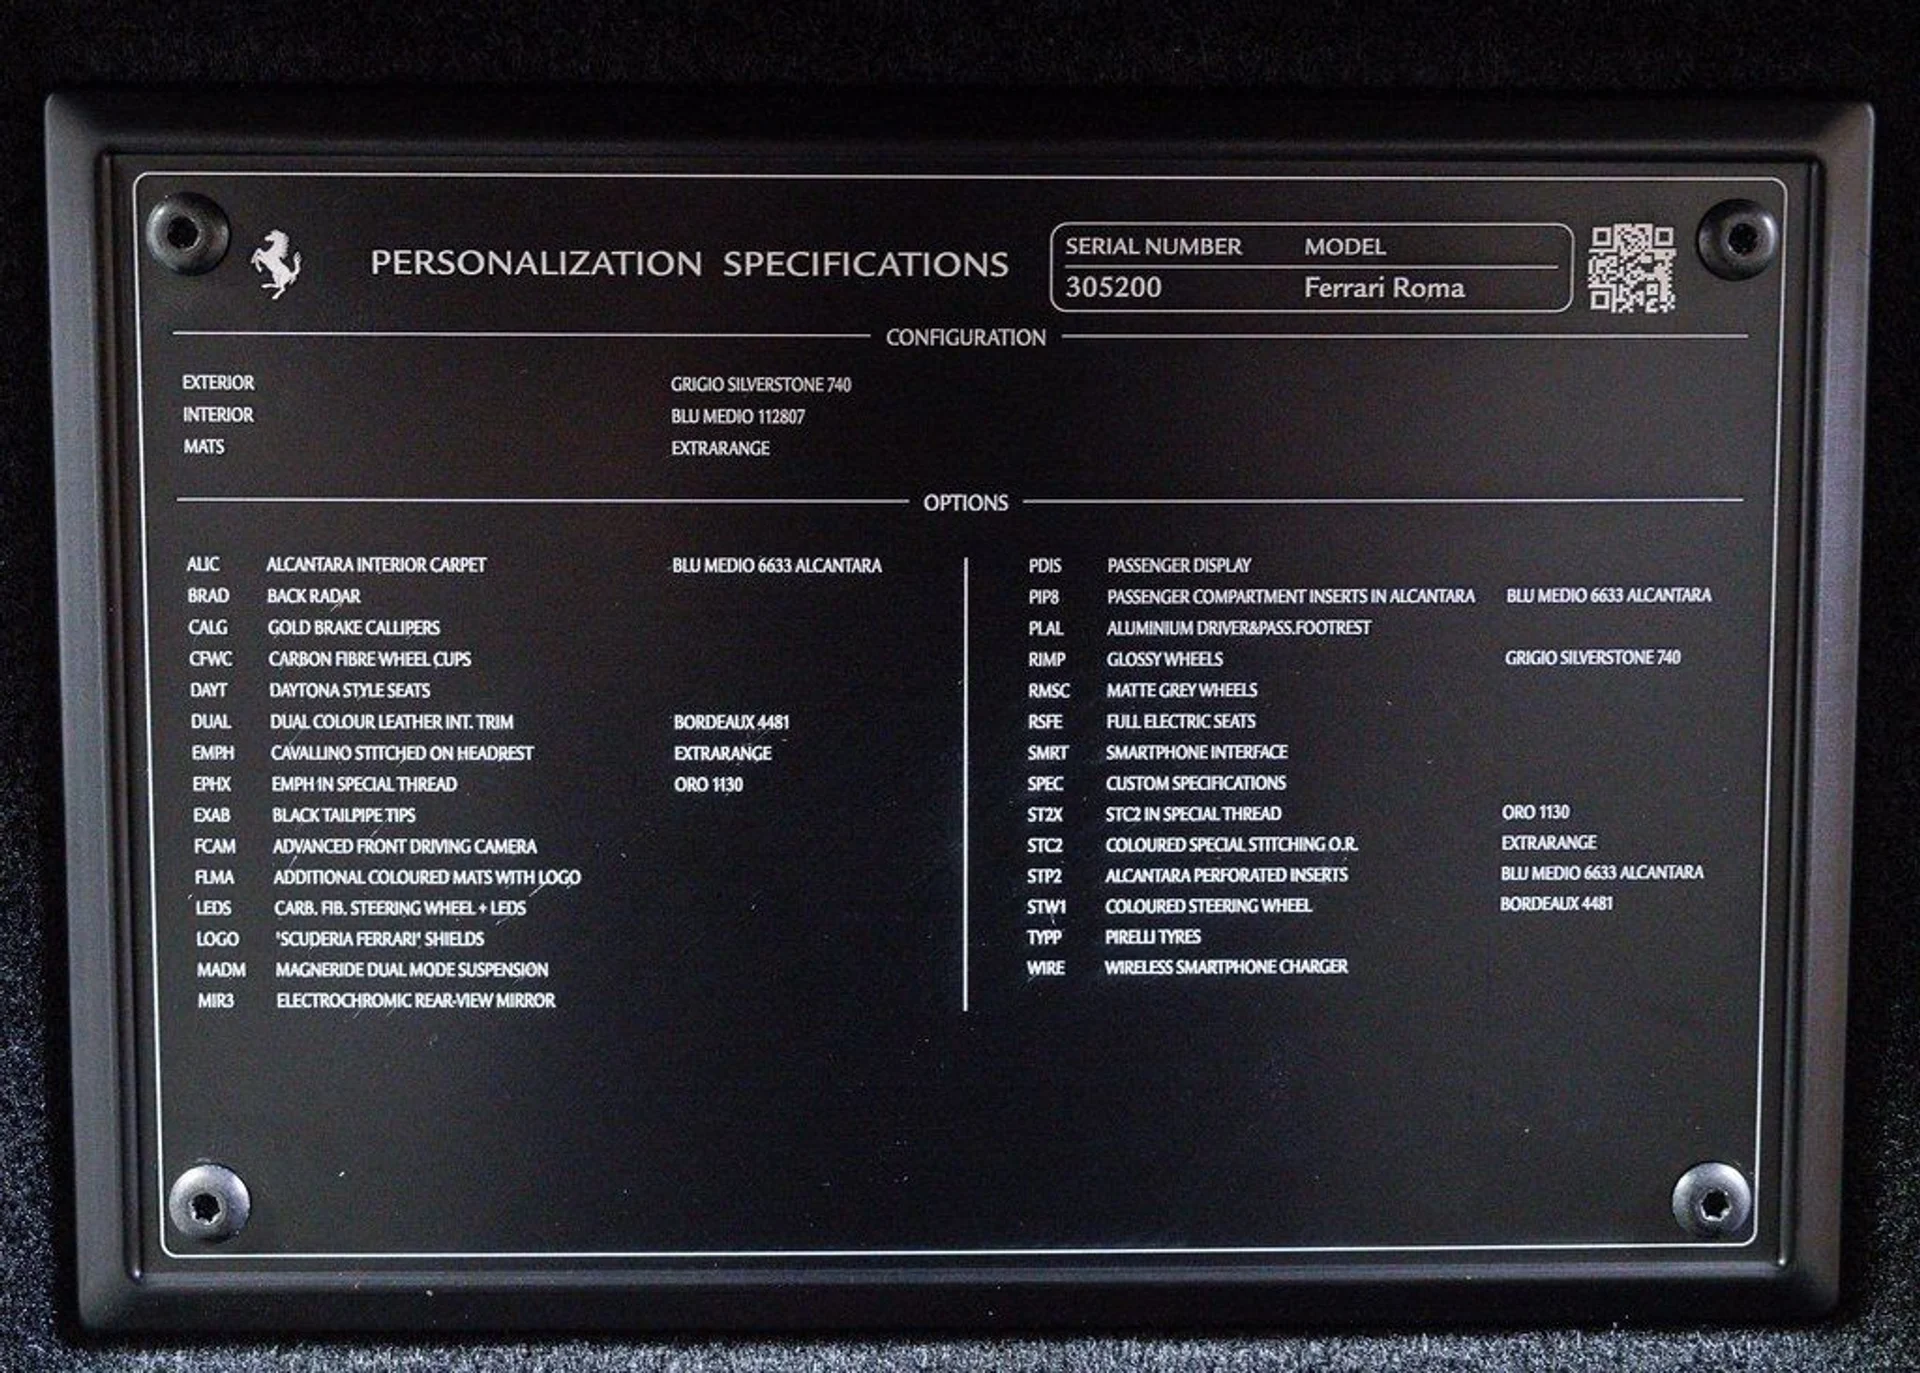 PERSONALIZATION SPECIFICATIONS
SERIAL NUMBER MODEL
305200 Ferrari Roma
CONFIGURATION
EXTERIOR GRIGIO SILVERSTONE 740
INTERIOR BLU MEDIO 112807
MATS EXTRARANGE
OPTIONS
ALIC ALCANTARA INTERIOR CARPET BLU MEDIO 6633 ALCANTARA
BRAD BACK RADAR
CALG GOLD BRAKE CALLIPERS
CFWC CARBON FIBRE WHEEL CUPS
DAYT DAYTONA STYLE SEATS
DUAL DUAL COLOUR LEATHER INT. TRIM BORDEAUX 4481
EMPH CAVALLINO STITCHED ON HEADREST EXTRARANGE
EPHX EMPH IN SPECIAL THREAD ORO 1130
EXAB BLACK TAILPIPE TIPS
FCAM ADVANCED FRONT DRIVING CAMERA
FLMA ADDITIONAL COLOURED MATS WITH LOGO
LEDS CARB. FIB. STEERING WHEEL + LEDS
LOGO "SCUDERIA FERRARI" SHIELDS
MADM MAGNERIDE DUAL MODE SUSPENSION
MIR3 ELECTROCHROMIC REAR-VIEW MIRROR
PDIS PASSENGER DISPLAY
PIP8 PASSENGER COMPARTMENT INSERTS IN ALCANTARA BLU MEDIO 6633 ALCANTARA
PLAL ALUMINIUM DRIVER&PASS.FOOTREST
RIMP GLOSSY WHEELS GRIGIO SILVERSTONE 740
RMSC MATTE GREY WHEELS
RSFE FULL ELECTRIC SEATS
SMRT SMARTPHONE INTERFACE
SPEC CUSTOM SPECIFICATIONS
ST2X STC2 IN SPECIAL THREAD ORO 1130
STC2 COLOURED SPECIAL STITCHING O.R. EXTRARANGE
STP2 ALCANTARA PERFORATED INSERTS BLU MEDIO 6633 ALCANTARA
STW1 COLOURED STEERING WHEEL BORDEAUX 4481
TYPP PIRELLI TYRES
WIRE WIRELESS SMARTPHONE CHARGER